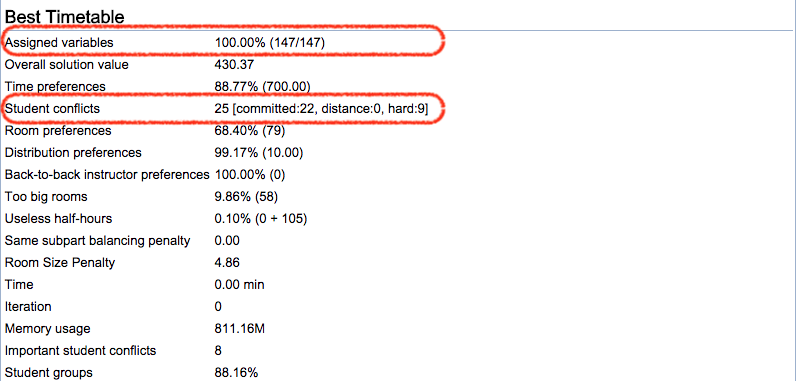 Best Timetable
Assigned variables 100.00% (147/147)
Overall solution value 430.37
Time preferences 88.77% (700.00)
Student conflicts 25 [committed:22, distance:0, hard:9]
Room preferences 68.40% (79)
Distribution preferences 99.17% (10.00)
Back-to-back instructor preferences 100.00% (0)
Too big rooms 9.86% (58)
Useless half-hours 0.10% (0 + 105)
Same subpart balancing penalty 0.00
Room Size Penalty 4.86
Time 0.00 min
Iteration 0
Memory usage 811.16M
Important student conflicts 8
Student groups 88.16%